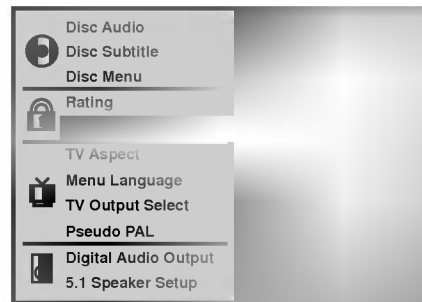 Disc Audio
Disc Subtitle
Disc Menu
Rating
TV Aspect
Menu Language
TV Output Select
Pseudo PAL
Digital Audio Output
5.1 Speaker Setup